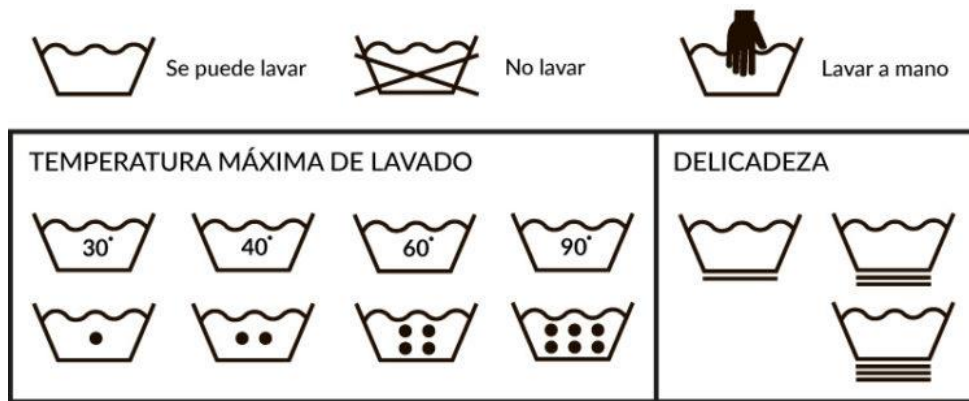 Se puede lavar
No lavar
Lavar a mano
TEMPERATURA MÁXIMA DE LAVADO
DELICADEZA
30°
40°
60°
90°